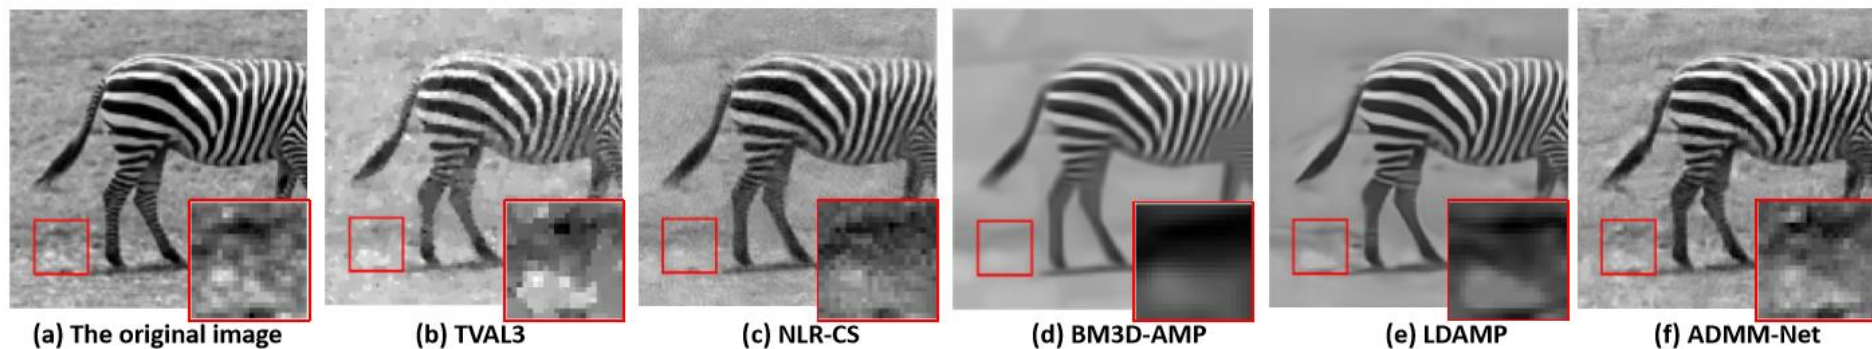 (a) The original image (b) TVAL3 (c) NLR-CS (d) BM3D-AMP (e) LDAMP (f) ADMM-Net